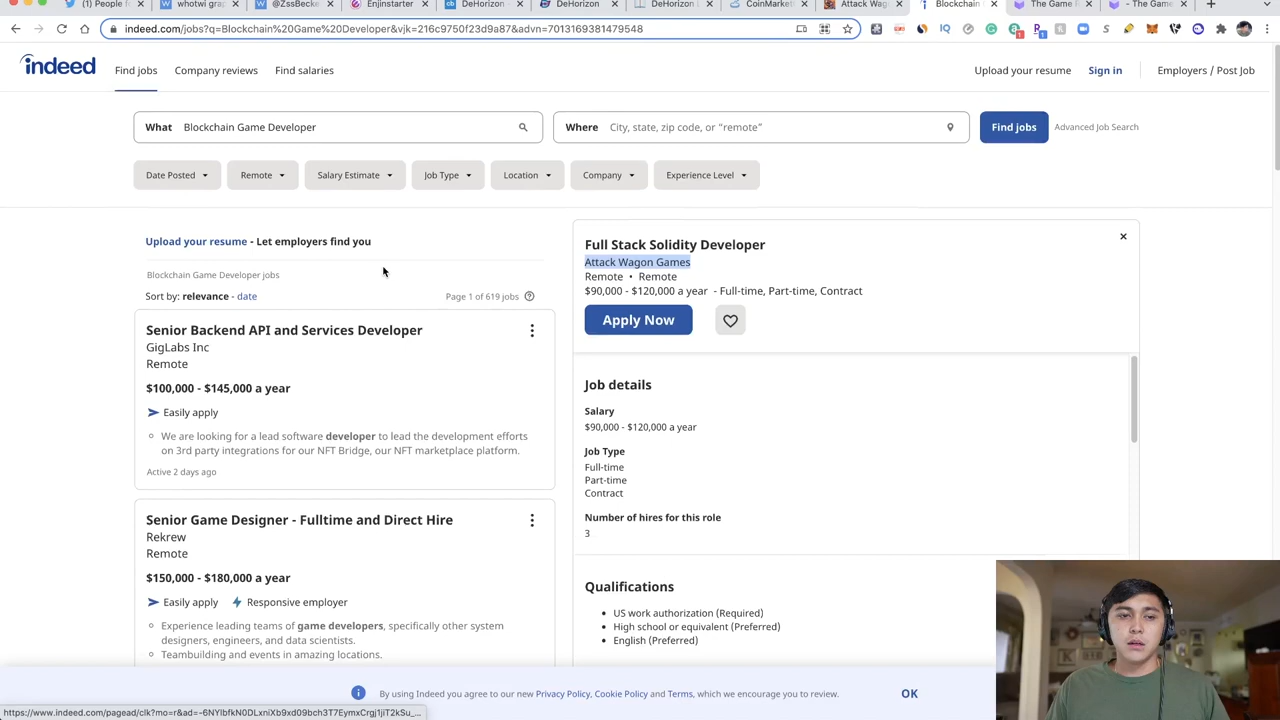 (1) People f
whotwi gra
@ZssBecke
Enjinstarter
DeHorizon
DeHorizon
DeHorizon
CoinMarket
Attack Wag
Blockchain
The Game
- The Game
indeed.com/jobs?q=Blockchain%20Game%20Developer&vjk=216c9750f23d9a87&advn=7013169381479548
indeed
Find jobs
Company reviews
Find salaries
Upload your resume
Sign in
Employers / Post Job
What Blockchain Game Developer
Where City, state, zip code, or "remote"
Find jobs
Advanced Job Search
Date Posted
Remote
Salary Estimate
Job Type
Location
Company
Experience Level
Upload your resume - Let employers find you
Blockchain Game Developer jobs
Sort by: relevance - date
Page 1 of 619 jobs
Senior Backend API and Services Developer
GigLabs Inc
Remote
$100,000 - $145,000 a year
Easily apply
We are looking for a lead software developer to lead the development efforts
on 3rd party integrations for our NFT Bridge, our NFT marketplace platform.
Active 2 days ago
Senior Game Designer - Fulltime and Direct Hire
Rekrew
Remote
$150,000 - $180,000 a year
Easily apply
Responsive employer
Experience leading teams of game developers, specifically other system
designers, engineers, and data scientists.
Teambuilding and events in amazing locations.
Full Stack Solidity Developer
Attack Wagon Games
Remote • Remote
$90,000 - $120,000 a year - Full-time, Part-time, Contract
Apply Now
Job details
Salary
$90,000 - $120,000 a year
Job Type
Full-time
Part-time
Contract
Number of hires for this role
3
Qualifications
US work authorization (Required)
High school or equivalent (Preferred)
English (Preferred)
By using Indeed you agree to our new Privacy Policy, Cookie Policy and Terms, which we encourage you to review.
OK